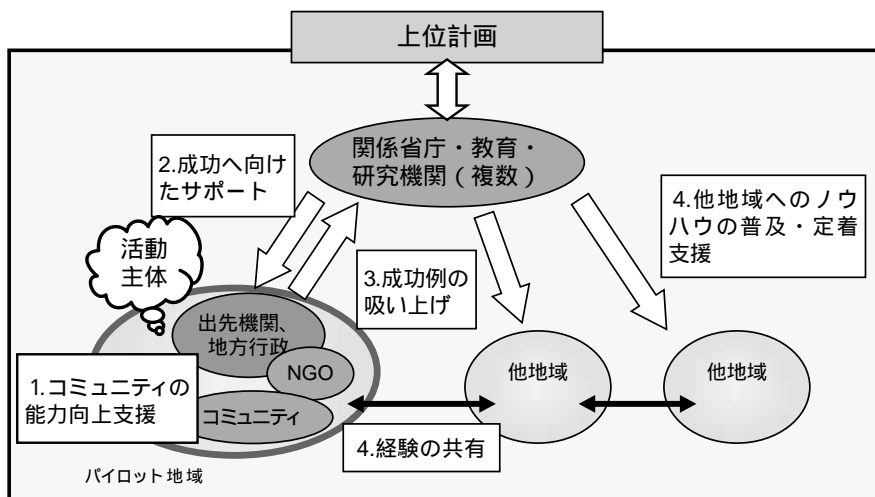 上位計画
関係省庁・教育・
研究機関（複数）
2.成功へ向け
たサポート
4.他地域へのノウ
ハウの普及・定着
支援
活動
主体
3.成功例の
吸い上げ
出先機関、
地方行政
NGO
他地域
他地域
1.コミュニティの
能力向上支援
コミュニティ
4.経験の共有
パイロット地域